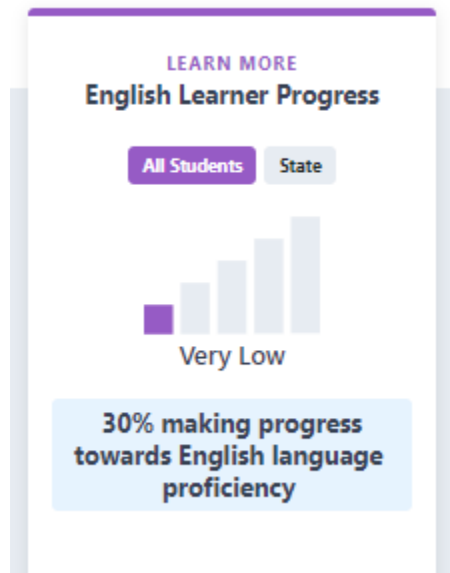 LEARN MORE
English Learner Progress
All Students State
Very Low
30% making progress
towards English language
proficiency